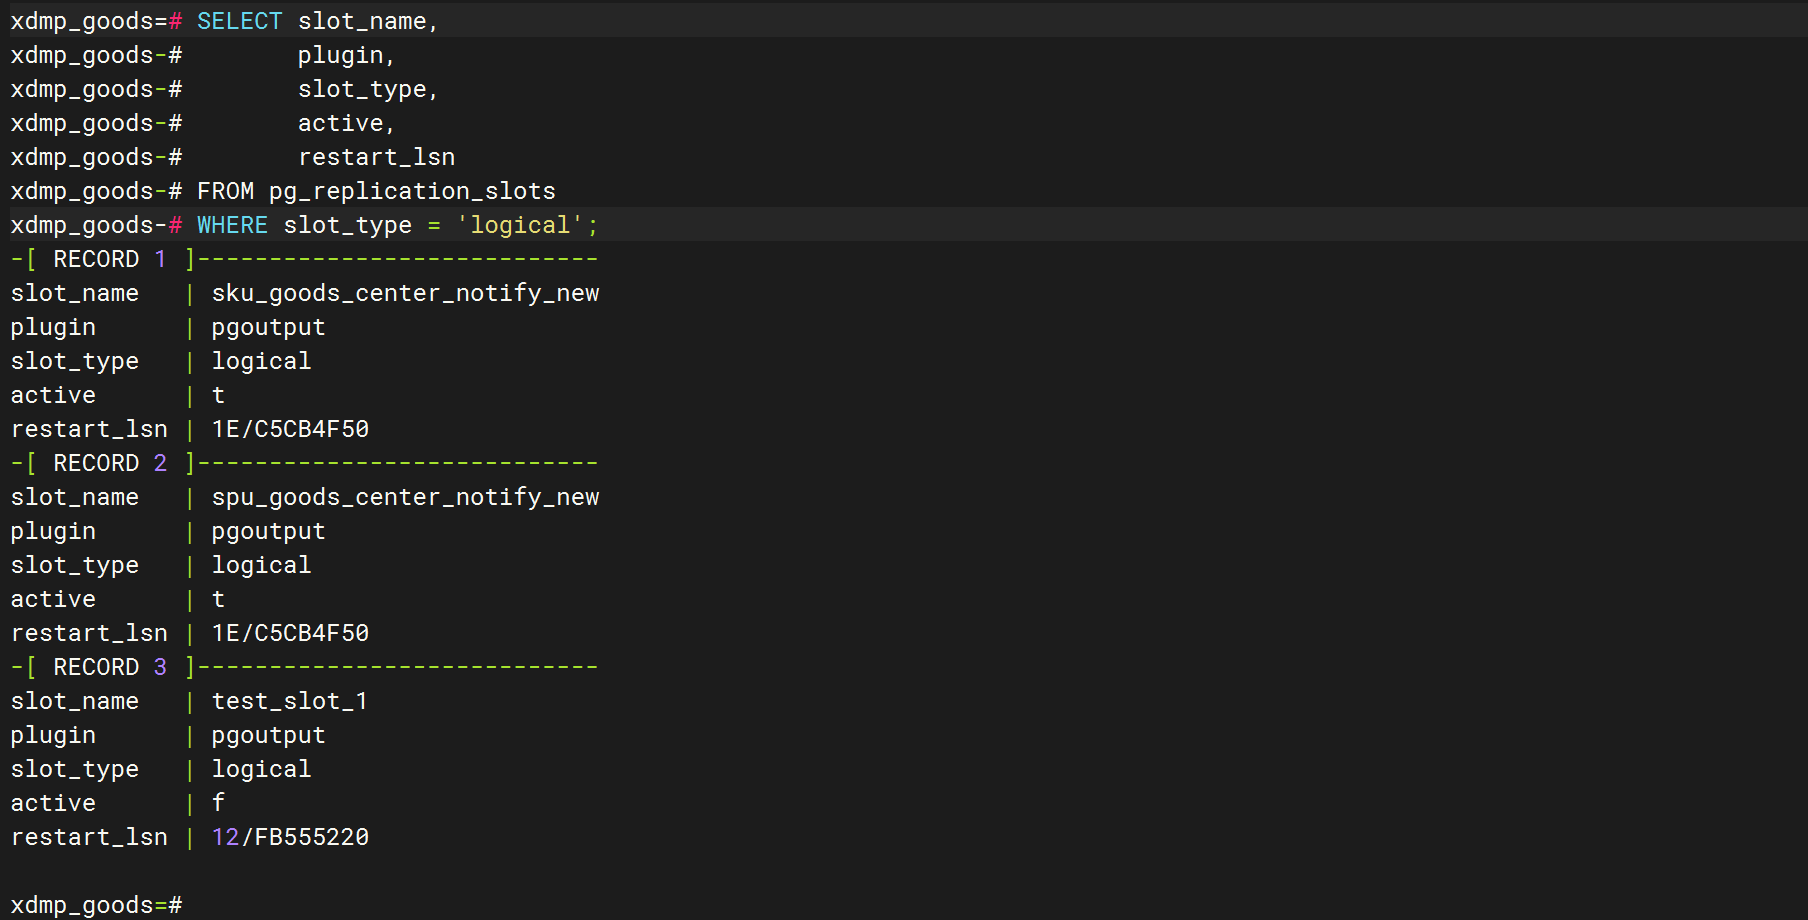 xdmp_goods=# SELECT slot_name,
xdmp_goods-#        plugin,
xdmp_goods-#        slot_type,
xdmp_goods-#        active,
xdmp_goods-#        restart_lsn
xdmp_goods-# FROM pg_replication_slots
xdmp_goods-# WHERE slot_type = 'logical';
-[ RECORD 1 ]----------------------------
slot_name   | sku_goods_center_notify_new
plugin      | pgoutput
slot_type   | logical
active      | t
restart_lsn | 1E/C5CB4F50
-[ RECORD 2 ]----------------------------
slot_name   | spu_goods_center_notify_new
plugin      | pgoutput
slot_type   | logical
active      | t
restart_lsn | 1E/C5CB4F50
-[ RECORD 3 ]----------------------------
slot_name   | test_slot_1
plugin      | pgoutput
slot_type   | logical
active      | f
restart_lsn | 12/FB555220
xdmp_goods=#